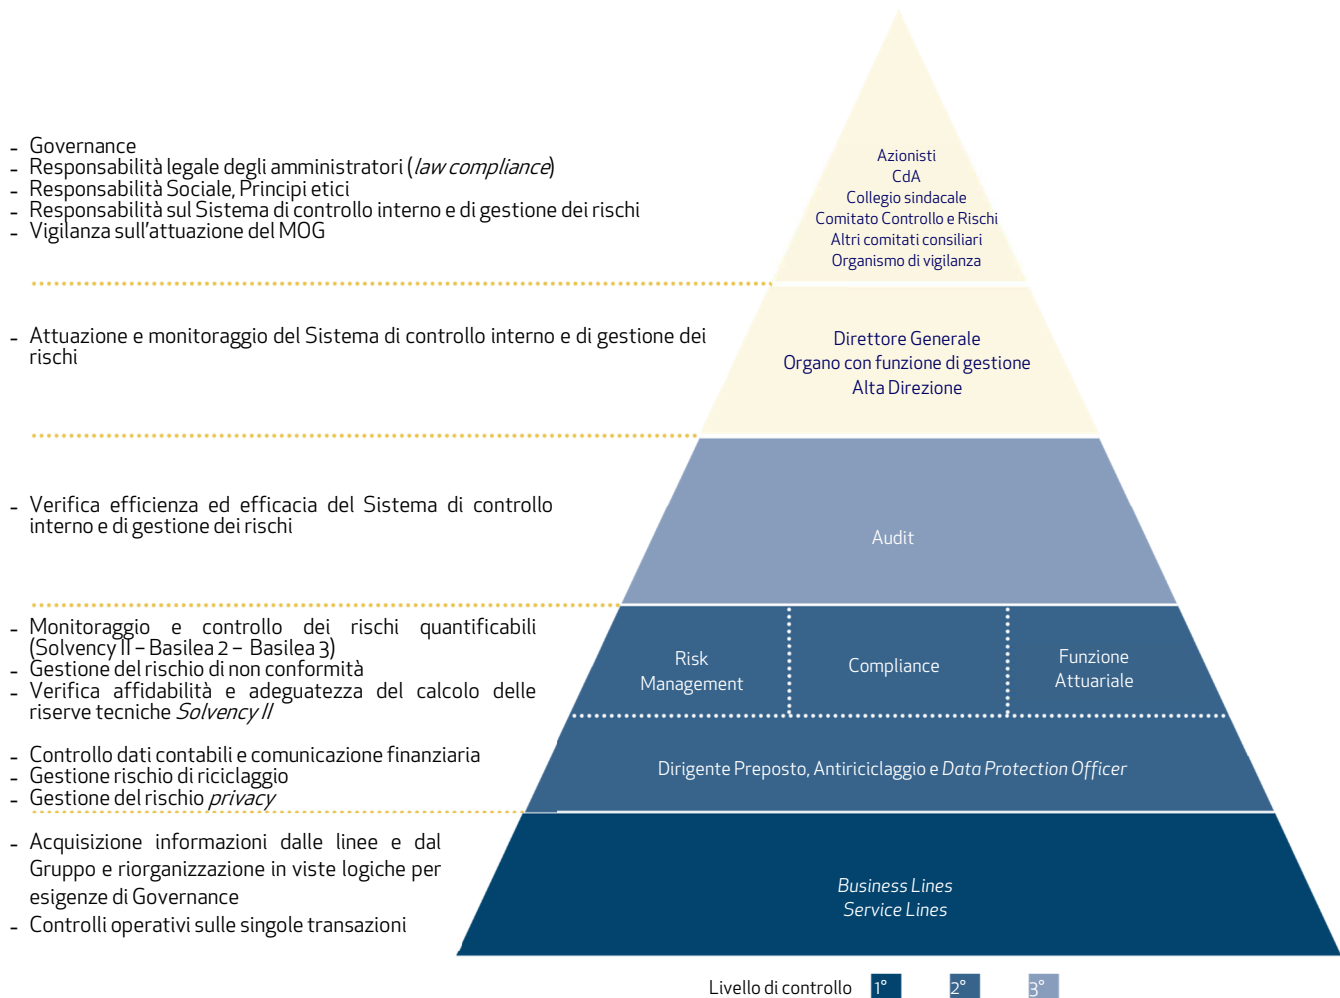 - Governance
- Responsabilità legale degli amministratori (law compliance)
- Responsabilità Sociale, Principi etici
- Responsabilità sul Sistema di controllo interno e di gestione dei rischi
- Vigilanza sull'attuazione del MOG
Azionisti
CdA
Collegio sindacale
Comitato Controllo e Rischi
Altri comitati consiliari
Organismo di vigilanza
- Attuazione e monitoraggio del Sistema di controllo interno e di gestione dei
rischi
Direttore Generale
Organo con funzione di gestione
Alta Direzione
- Verifica efficienza ed efficacia del Sistema di controllo
interno e di gestione dei rischi
Audit
- Monitoraggio e controllo dei rischi quantificabili
(Solvency II – Basilea 2 – Basilea 3)
- Gestione del rischio di non conformità
- Verifica affidabilità e adeguatezza del calcolo delle
riserve tecniche Solvency II
Risk
Management
Compliance
Funzione
Attuariale
- Controllo dati contabili e comunicazione finanziaria
- Gestione rischio di riciclaggio
- Gestione del rischio privacy
Dirigente Preposto, Antiriciclaggio e Data Protection Officer
- Acquisizione informazioni dalle linee e dal
Gruppo e riorganizzazione in viste logiche per
esigenze di Governance
- Controlli operativi sulle singole transazioni
Business Lines
Service Lines
Livello di controllo 1° 2° 3°